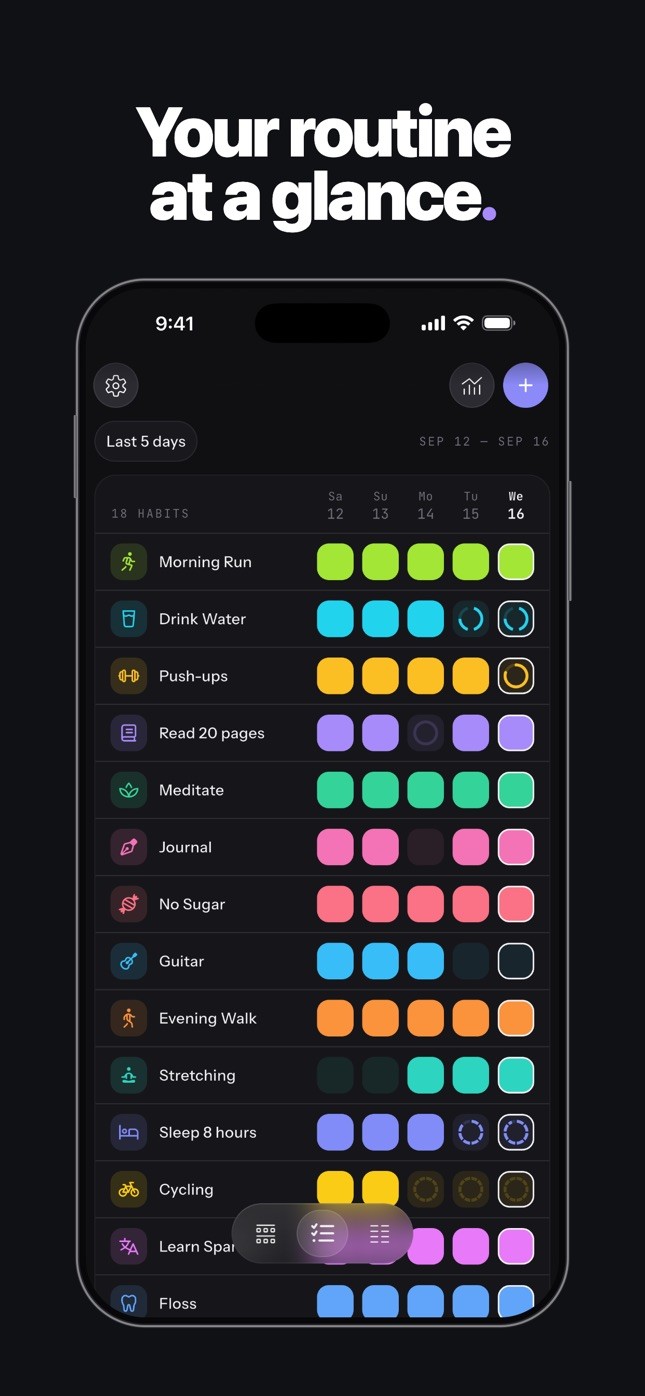 Your routine
at a glance.
9:41
Last 5 days
SEP 12 — SEP 16
Sa Su Mo Tu We
18 HABITS 12 13 14 15 16
Morning Run
Drink Water
Push-ups
Read 20 pages
Meditate
Journal
No Sugar
Guitar
Evening Walk
Stretching
Sleep 8 hours
Cycling
Learn
Floss